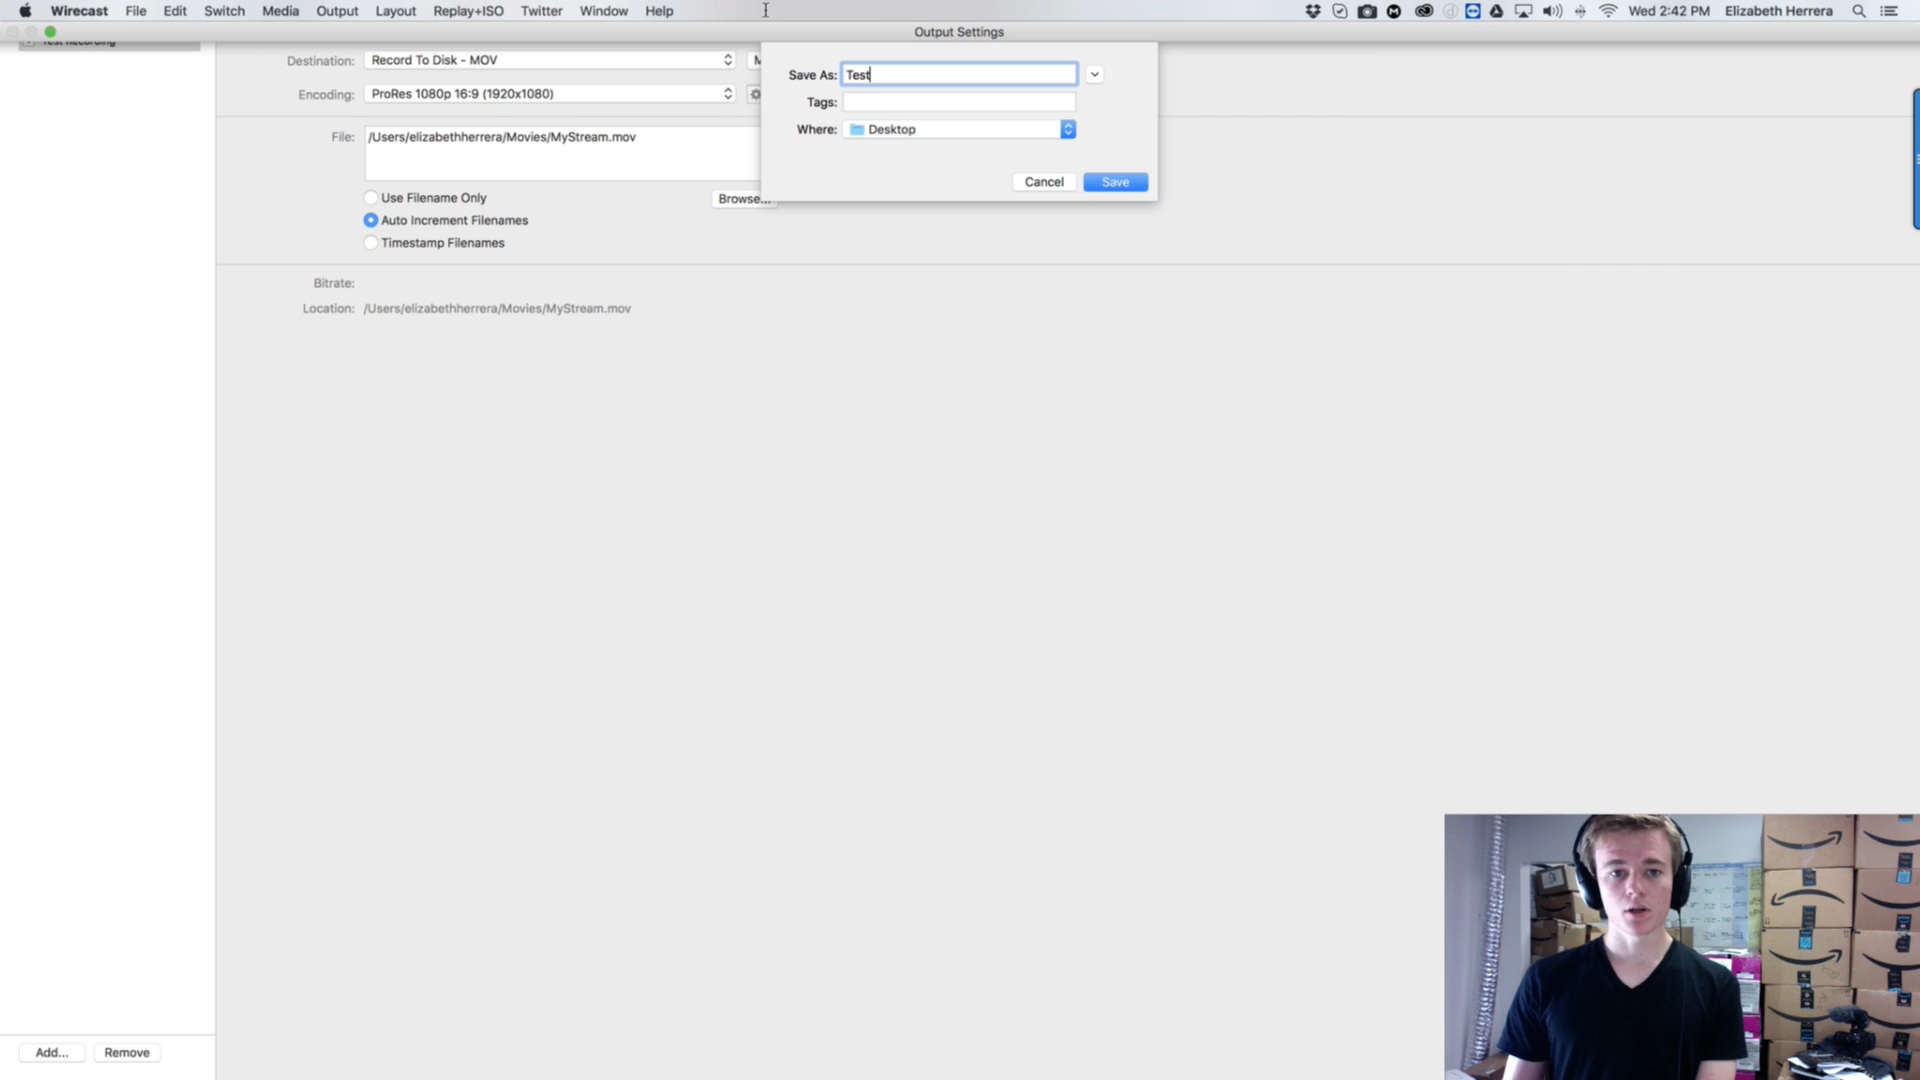 Wirecast File Edit Switch Media Output Layout Replay+ISO Twitter Window Help Wed 2:42 PM Elizabeth Herrera
Output Settings
Test Recording
Destination: Record To Disk - MOV
Encoding: ProRes 1080p 16:9 (1920x1080)
File: /Users/elizabethherrera/Movies/MyStream.mov
Use Filename Only
Browse...
Auto Increment Filenames
Timestamp Filenames
Bitrate:
Location: /Users/elizabethherrera/Movies/MyStream.mov
Save As: Test
Tags:
Where: Desktop
Cancel Save
Add... Remove